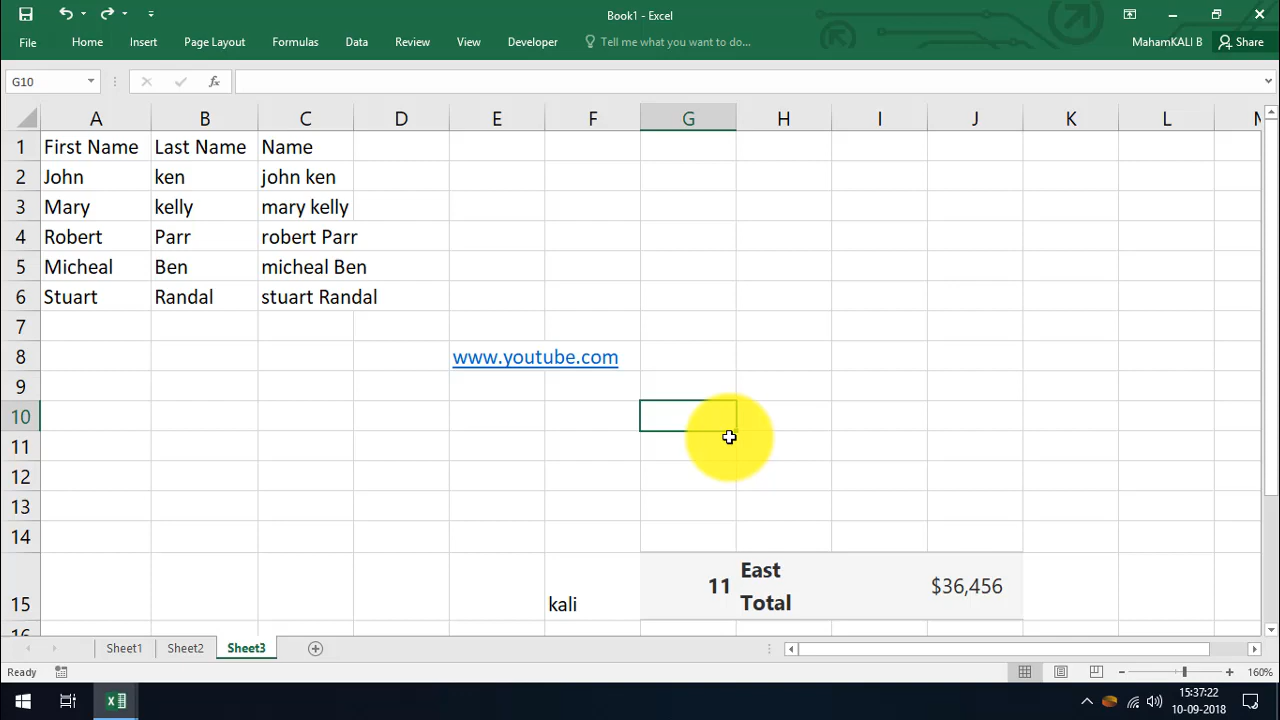 Book1 - Excel
File Home Insert Page Layout Formulas Data Review View Developer Tell me what you want to do... MahamKALI B Share
G10 fx
A B C D E F G H I J K L
1 First Name Last Name Name
2 John ken john ken
3 Mary kelly mary kelly
4 Robert Parr robert Parr
5 Micheal Ben micheal Ben
6 Stuart Randal stuart Randal
7
8 www.youtube.com
9
10
11
12
13
14
15 kali 11 East Total $36,456
16
Sheet1 Sheet2 Sheet3
Ready 160%
15:37:22
10-09-2018